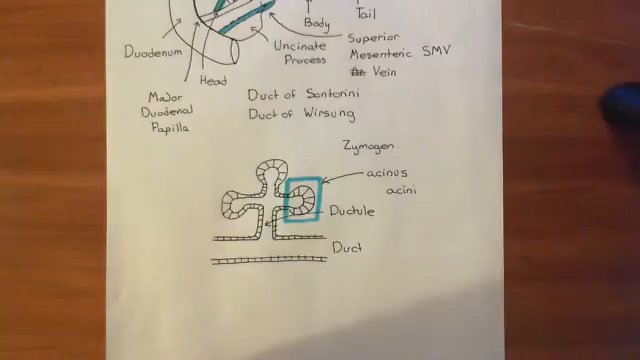 Tail
Body
Superior
Mesenteric SMV
Vein
Uncinate
Process
Duodenum
Head
Major
Duodenal
Papilla
Duct of Santorini
Duct of Wirsung
Zymogen
acinus
acini
Ductule
Duct